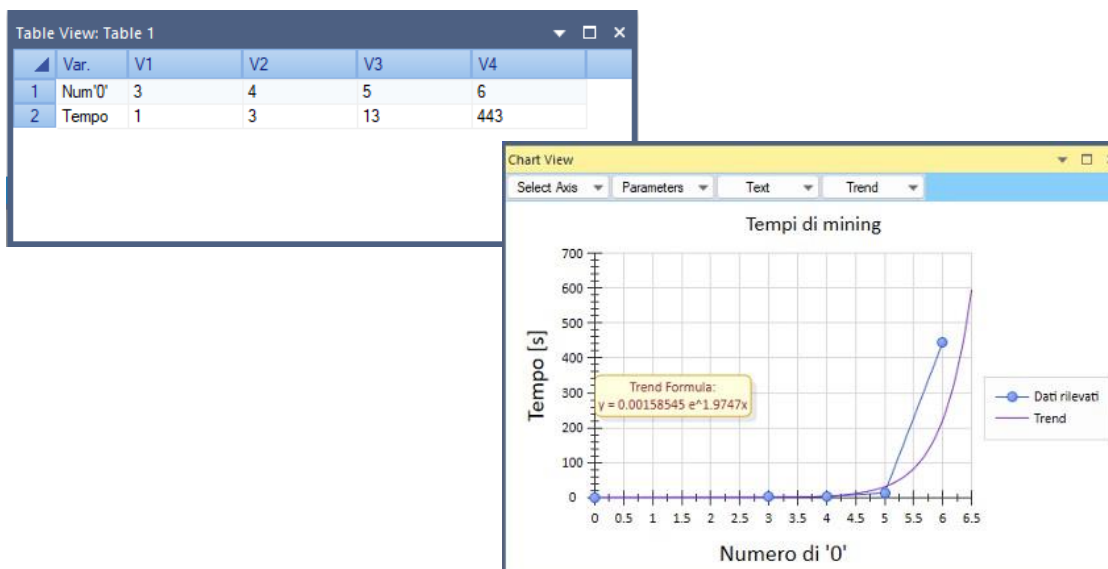 Table View: Table 1
Var. V1 V2 V3 V4
1 Num'0' 3 4 5 6
2 Tempo 1 3 13 443
Chart View
Select Axis Parameters Text Trend
Tempi di mining
700
600
500
400
300
200
100
0
Tempo [s]
Trend Formula:
y = 0.00158545 e^1.9747x
Dati rilevati
Trend
0 0.5 1 1.5 2 2.5 3 3.5 4 4.5 5 5.5 6 6.5
Numero di '0'